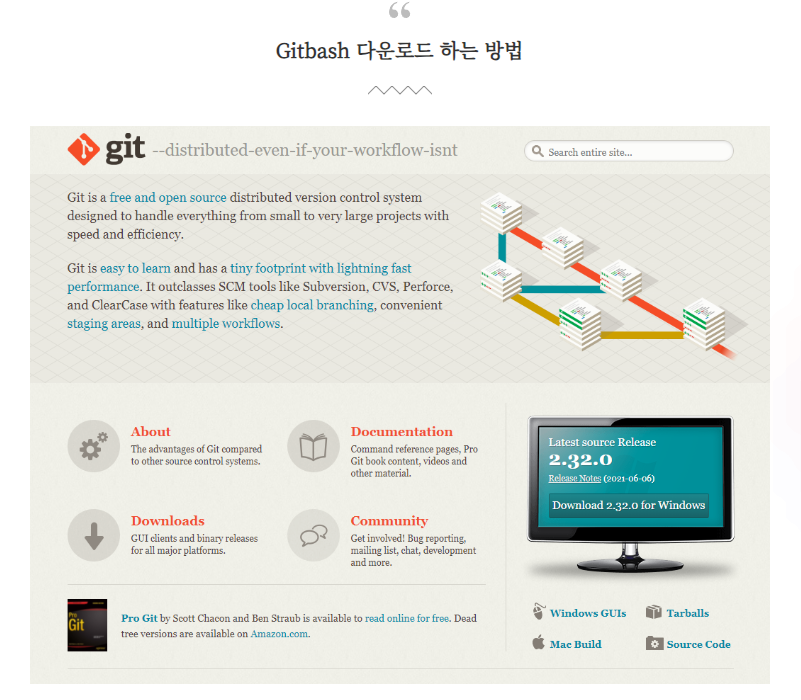 “
Gitbash 다운로드 하는 방법
git --distributed-even-if-your-workflow-isnt
Search entire site...
Git is a free and open source distributed version control system
designed to handle everything from small to very large projects with
speed and efficiency.
Git is easy to learn and has a tiny footprint with lightning fast
performance. It outclasses SCM tools like Subversion, CVS, Perforce,
and ClearCase with features like cheap local branching, convenient
staging areas, and multiple workflows.
About
The advantages of Git compared
to other source control systems.
Documentation
Command reference pages, Pro
Git book content, videos and
other material.
Downloads
GUI clients and binary releases
for all major platforms.
Community
Get involved! Bug reporting,
mailing list, chat, development
and more.
Latest source Release
2.32.0
Release Notes (2021-06-06)
Download 2.32.0 for Windows
Pro
Git
Pro Git by Scott Chacon and Ben Straub is available to read online for free. Dead
tree versions are available on Amazon.com.
Windows GUIs
Tarballs
Mac Build
Source Code